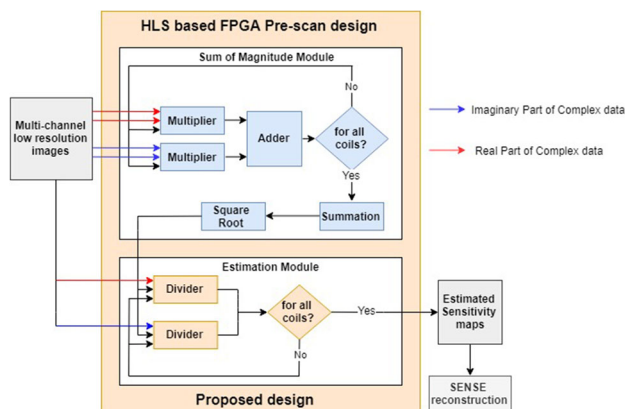 HLS based FPGA Pre-scan design
Sum of Magnitude Module
No
Multi-channel
low resolution
images
Multiplier
Multiplier
Adder
for all
coils?
Yes
Square
Root
Summation
Imaginary Part of Complex data
Real Part of Complex data
Estimation Module
Divider
Divider
for all
coils?
Yes
No
Estimated
Sensitivity
maps
Proposed design
SENSE
reconstruction